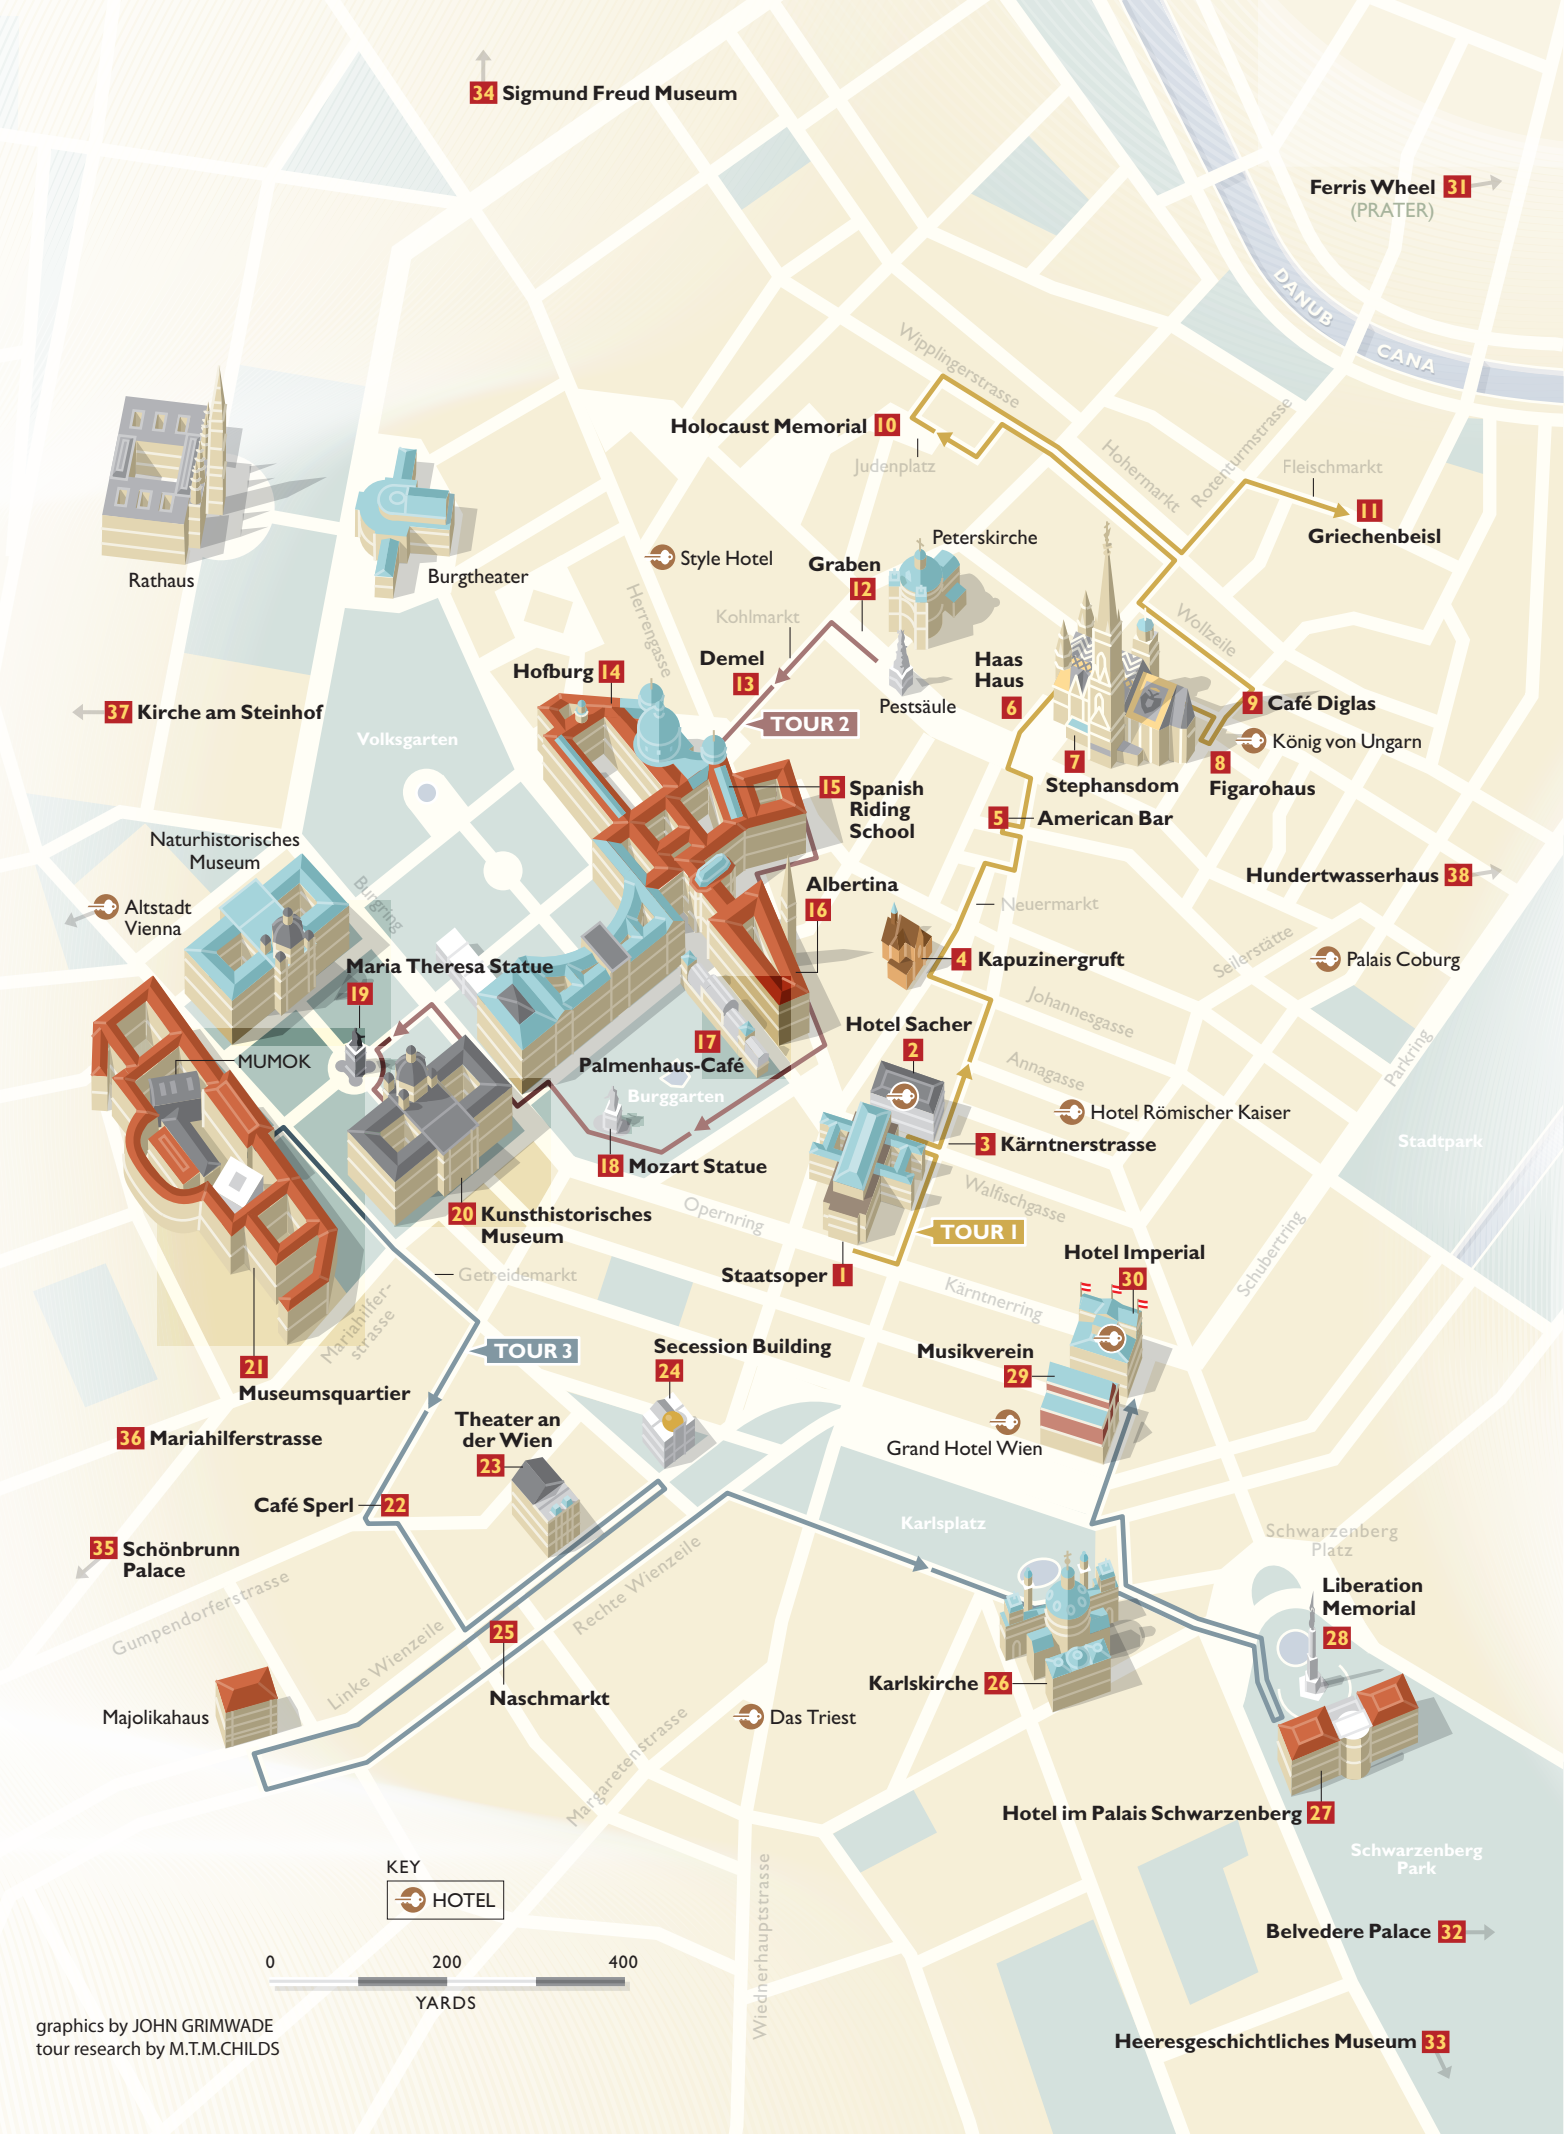 34 Sigmund Freud Museum
Ferris Wheel 31
(PRATER)
DANUB
CANA
Wipplingerstrasse
Holocaust Memorial 10
Judenplatz
Hohermarkt
Rotenturmstrasse
Fleischmarkt
11
Griechenbeisl
Rathaus
Burgtheater
Style Hotel
Herrengasse
Graben
12
Peterskirche
Kohlmarkt
Wollzeile
Demel
13
Hofburg 14
Haas
Haus
6
Pestsäule
TOUR 2
9 Café Diglas
König von Ungarn
37 Kirche am Steinhof
Volksgarten
7
Stephansdom
8
Figarohaus
15 Spanish
Riding
School
5 American Bar
Naturhistorisches
Museum
Burgring
Albertina
16
Hundertwasserhaus 38
Neuermarkt
Altstadt
Vienna
Seilerstätte
Palais Coburg
4 Kapuzinergruft
Maria Theresa Statue
19
Johannesgasse
Hotel Sacher
2
17
Palmenhaus-Café
MUMOK
Annagasse
Parkring
Burggarten
Hotel Römischer Kaiser
3 Kärntnerstrasse
Stadtpark
18 Mozart Statue
Walfischgasse
20 Kunsthistorisches
Museum
Opernring
TOUR 1
Schubertring
Hotel Imperial
30
Staatsoper 1
Getreidemarkt
Kärntnerring
Mariahilfer-
strasse
TOUR 3
Secession Building
24
Musikverein
29
21
Museumsquartier
Theater an
der Wien
23
36 Mariahilferstrasse
Grand Hotel Wien
Café Sperl 22
Karlsplatz
Schwarzenberg
Platz
35 Schönbrunn
Palace
Gumpendorferstrasse
Rechte Wienzeile
Liberation
Memorial
28
25
Naschmarkt
Linke Wienzeile
Karlskirche 26
Majolikahaus
Das Triest
Margaretenstrasse
Hotel im Palais Schwarzenberg 27
Schwarzenberg
Park
KEY
HOTEL
Wiednerhauptstrasse
Belvedere Palace 32
0 200 400
YARDS
graphics by JOHN GRIMWADE
tour research by M.T.M.CHILDS
Heeresgeschichtliches Museum 33